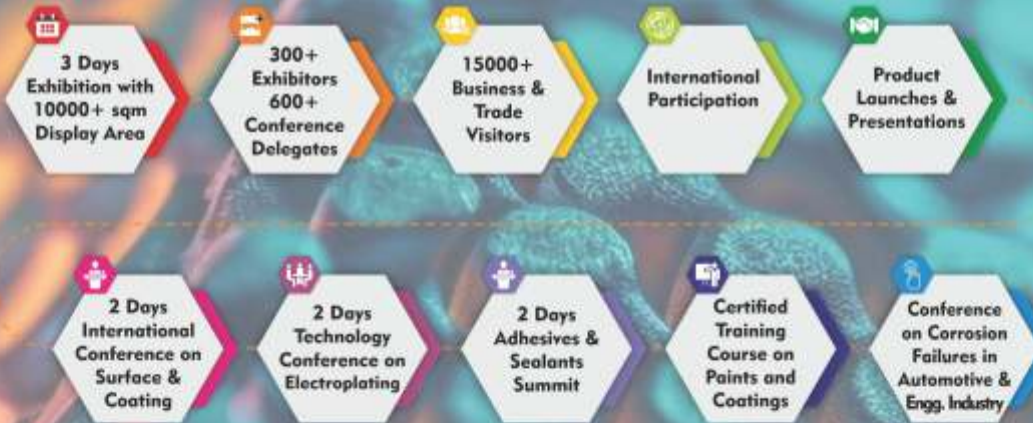 3 Days
Exhibition with
10000+ sqm
Display Area
300+
Exhibitors
600+
Conference
Delegates
15000+
Business &
Trade
Visitors
International
Participation
Product
Launches &
Presentations
2 Days
International
Conference on
Surface &
Coating
2 Days
Technology
Conference on
Electroplating
2 Days
Adhesives &
Sealants
Summit
Certified
Training
Course on
Paints and
Coatings
Conference
on Corrosion
Failures in
Automotive &
Engg. Industry